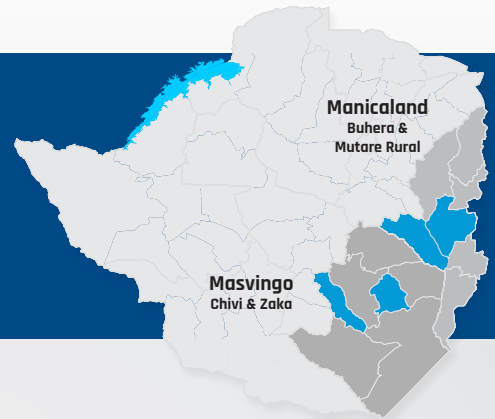 Manicaland
Buhera &
Mutare Rural
Masvingo
Chivi & Zaka